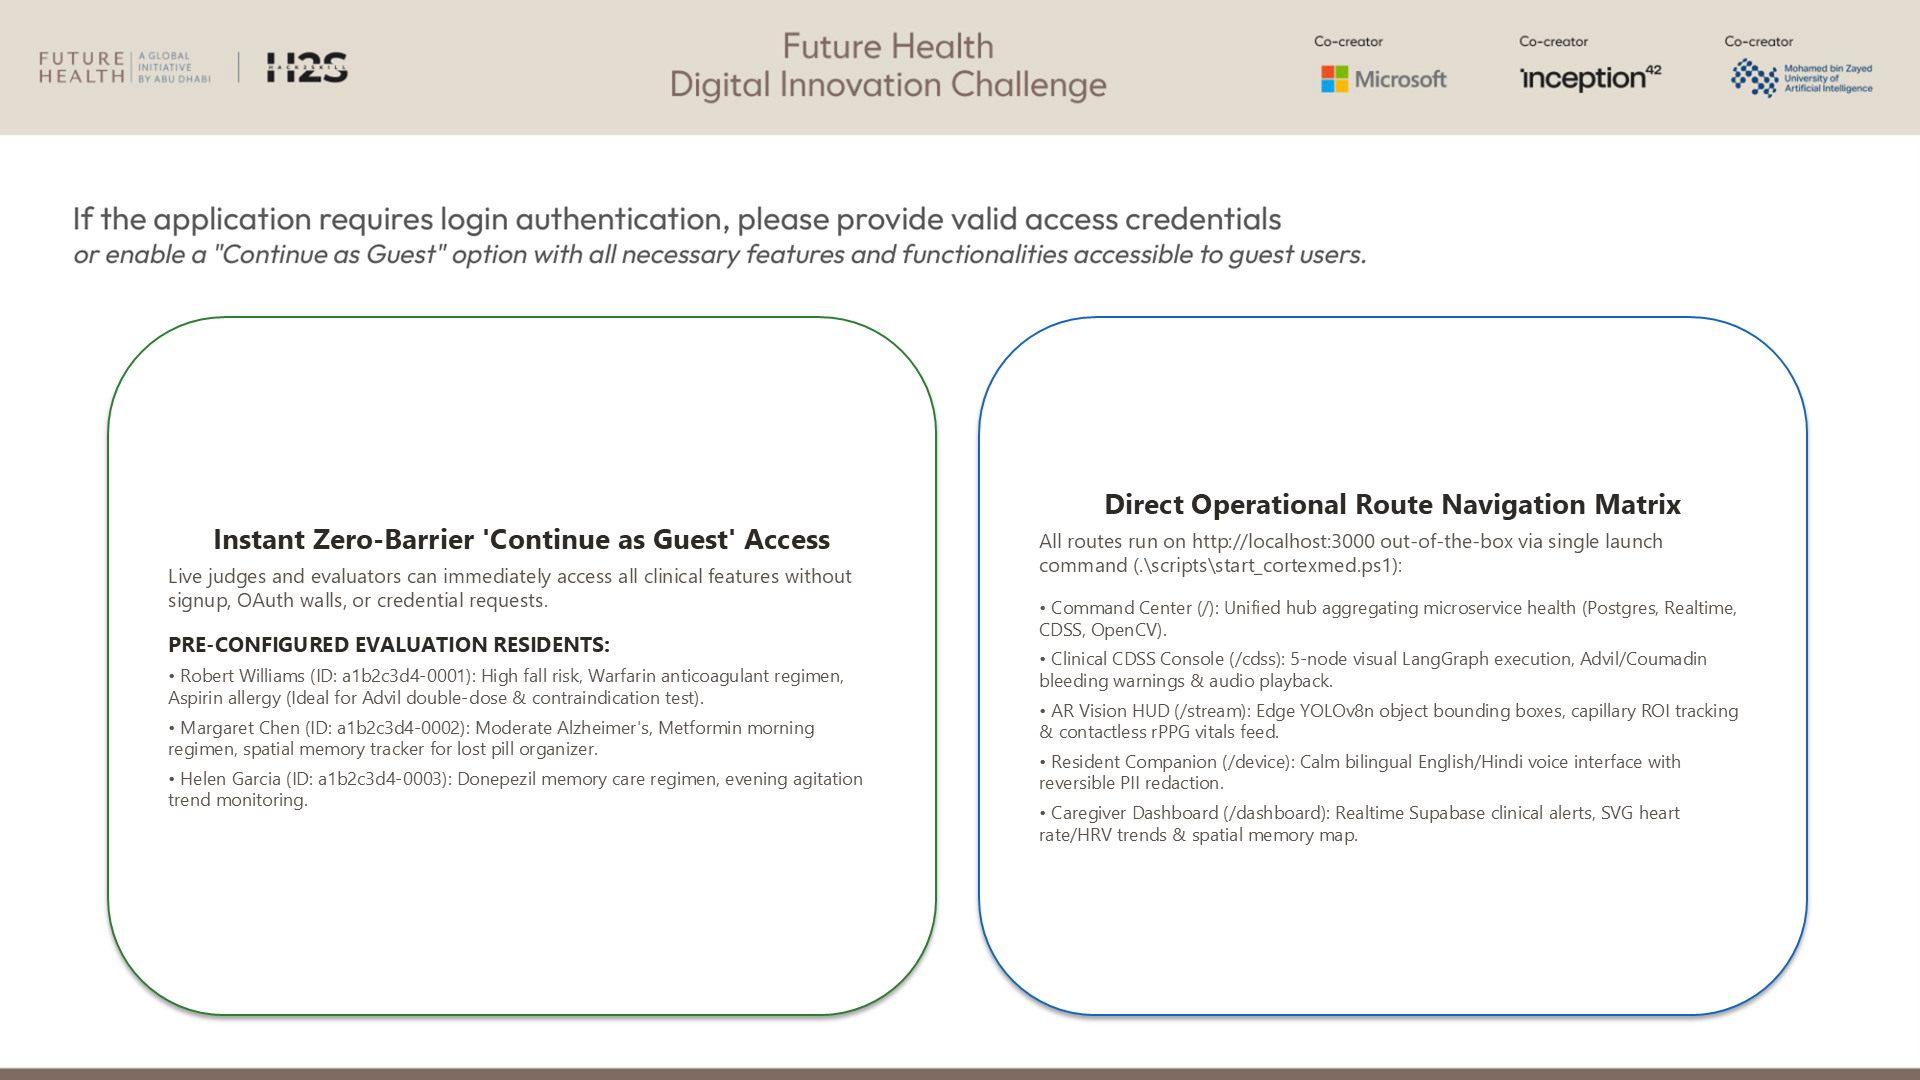 FUTURE HEALTH
A GLOBAL INITIATIVE BY ABU DHABI
H2S
HACK2SKILL
Future Health
Digital Innovation Challenge
Co-creator
Microsoft
Co-creator
inception42
Co-creator
Mohamed bin Zayed
University of
Artificial Intelligence
If the application requires login authentication, please provide valid access credentials
or enable a "Continue as Guest" option with all necessary features and functionalities accessible to guest users.
Instant Zero-Barrier 'Continue as Guest' Access
Live judges and evaluators can immediately access all clinical features without
signup, OAuth walls, or credential requests.
PRE-CONFIGURED EVALUATION RESIDENTS:
• Robert Williams (ID: a1b2c3d4-0001): High fall risk, Warfarin anticoagulant regimen,
Aspirin allergy (Ideal for Advil double-dose & contraindication test).
• Margaret Chen (ID: a1b2c3d4-0002): Moderate Alzheimer's, Metformin morning
regimen, spatial memory tracker for lost pill organizer.
• Helen Garcia (ID: a1b2c3d4-0003): Donepezil memory care regimen, evening agitation
trend monitoring.
Direct Operational Route Navigation Matrix
All routes run on http://localhost:3000 out-of-the-box via single launch
command (.\scripts\start_cortexmed.ps1):
• Command Center (/): Unified hub aggregating microservice health (Postgres, Realtime,
CDSS, OpenCV).
• Clinical CDSS Console (/cdss): 5-node visual LangGraph execution, Advil/Coumadin
bleeding warnings & audio playback.
• AR Vision HUD (/stream): Edge YOLOv8n object bounding boxes, capillary ROI tracking
& contactless rPPG vitals feed.
• Resident Companion (/device): Calm bilingual English/Hindi voice interface with
reversible PII redaction.
• Caregiver Dashboard (/dashboard): Realtime Supabase clinical alerts, SVG heart
rate/HRV trends & spatial memory map.